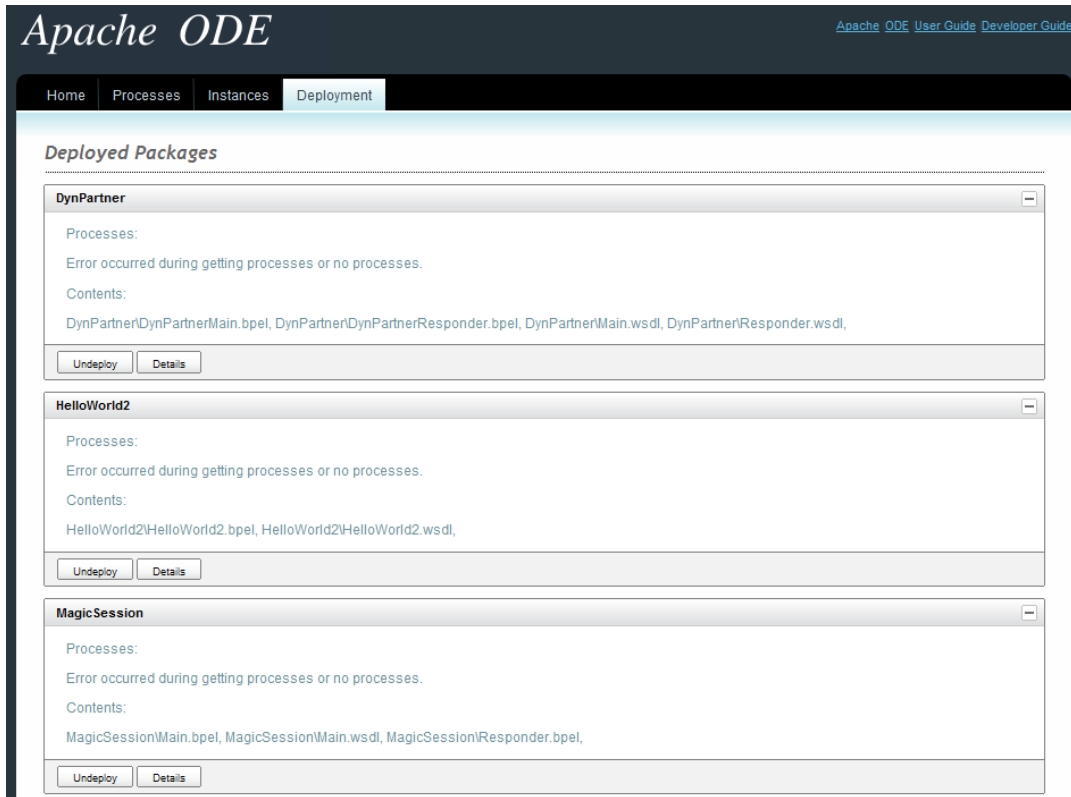 Apache ODE
Apache ODE User Guide Developer Guide
Home Processes Instances Deployment
Deployed Packages
DynPartner
Processes:
Error occurred during getting processes or no processes.
Contents:
DynPartner\DynPartnerMain.bpel, DynPartner\DynPartnerResponder.bpel, DynPartner\Main.wsdl, DynPartner\Responder.wsdl,
Undeploy Details
HelloWorld2
Processes:
Error occurred during getting processes or no processes.
Contents:
HelloWorld2\HelloWorld2.bpel, HelloWorld2\HelloWorld2.wsdl,
Undeploy Details
MagicSession
Processes:
Error occurred during getting processes or no processes.
Contents:
MagicSession\Main.bpel, MagicSession\Main.wsdl, MagicSession\Responder.bpel,
Undeploy Details